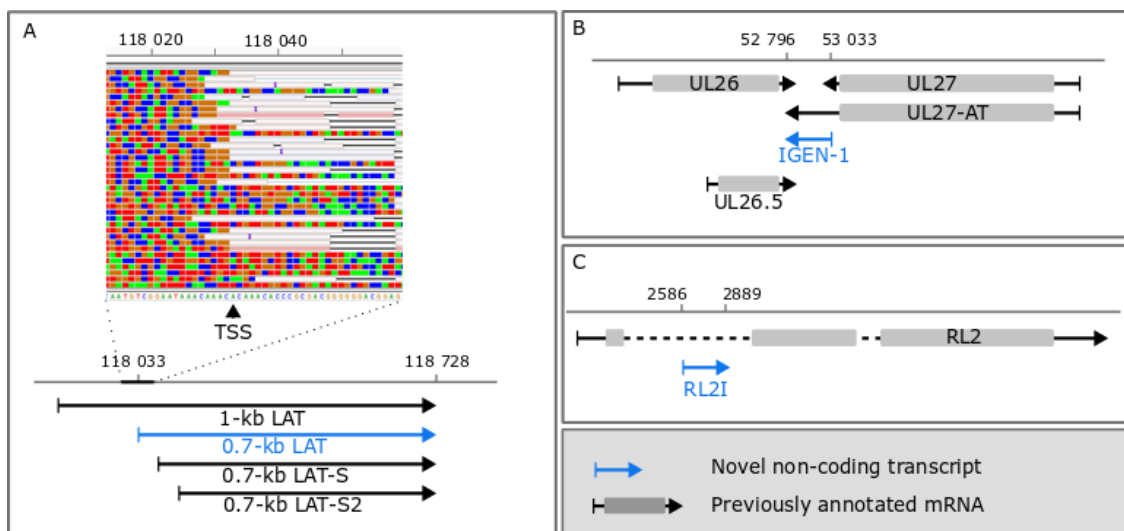 A
118 020 118 040
AATGTCGGAATAAACAAACACAAACACCCGCGACGGGGGGACGGAG
TSS
118 033 118 728
1-kb LAT
0.7-kb LAT
0.7-kb LAT-S
0.7-kb LAT-S2
B
52 796 53 033
UL26 UL27
UL27-AT
IGEN-1
UL26.5
C
2586 2889
RL2
RL2I
Novel non-coding transcript
Previously annotated mRNA